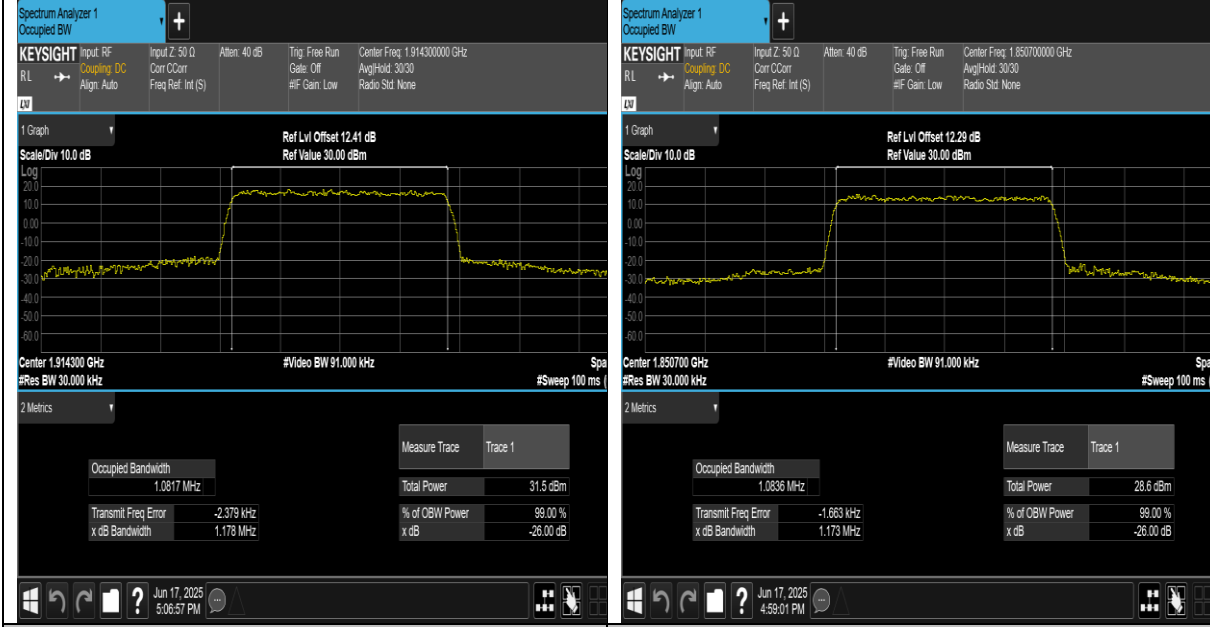 Spectrum Analyzer 1
Occupied BW
+
KEYSIGHT Input: RF Input Z: 50 Ω Atten: 40 dB Trig: Free Run Center Freq: 1.914300000 GHz
RL Coupling: DC Corr CCorr Gate: Off Avg|Hold: 30/30
Align: Auto Freq Ref: Int (S) #IF Gain: Low Radio Std: None
LXI
1 Graph
Ref Lvl Offset 12.41 dB
Scale/Div 10.0 dB Ref Value 30.00 dBm
Log
20.0
10.0
0.00
-10.0
-20.0
-30.0
-40.0
-50.0
-60.0
Center 1.914300 GHz #Video BW 91.000 kHz Spa
#Res BW 30.000 kHz #Sweep 100 ms (
2 Metrics
Measure Trace Trace 1
Occupied Bandwidth
1.0817 MHz Total Power 31.5 dBm
Transmit Freq Error -2.379 kHz % of OBW Power 99.00 %
x dB Bandwidth 1.178 MHz x dB -26.00 dB
? Jun 17, 2025
5:06:57 PM
Spectrum Analyzer 1
Occupied BW
+
KEYSIGHT Input: RF Input Z: 50 Ω Atten: 40 dB Trig: Free Run Center Freq: 1.850700000 GHz
RL Coupling: DC Corr CCorr Gate: Off Avg|Hold: 30/30
Align: Auto Freq Ref: Int (S) #IF Gain: Low Radio Std: None
LXI
1 Graph
Ref Lvl Offset 12.29 dB
Scale/Div 10.0 dB Ref Value 30.00 dBm
Log
20.0
10.0
0.00
-10.0
-20.0
-30.0
-40.0
-50.0
-60.0
Center 1.850700 GHz #Video BW 91.000 kHz Spa
#Res BW 30.000 kHz #Sweep 100 ms (
2 Metrics
Measure Trace Trace 1
Occupied Bandwidth
1.0836 MHz Total Power 28.6 dBm
Transmit Freq Error -1.663 kHz % of OBW Power 99.00 %
x dB Bandwidth 1.173 MHz x dB -26.00 dB
? Jun 17, 2025
4:59:01 PM